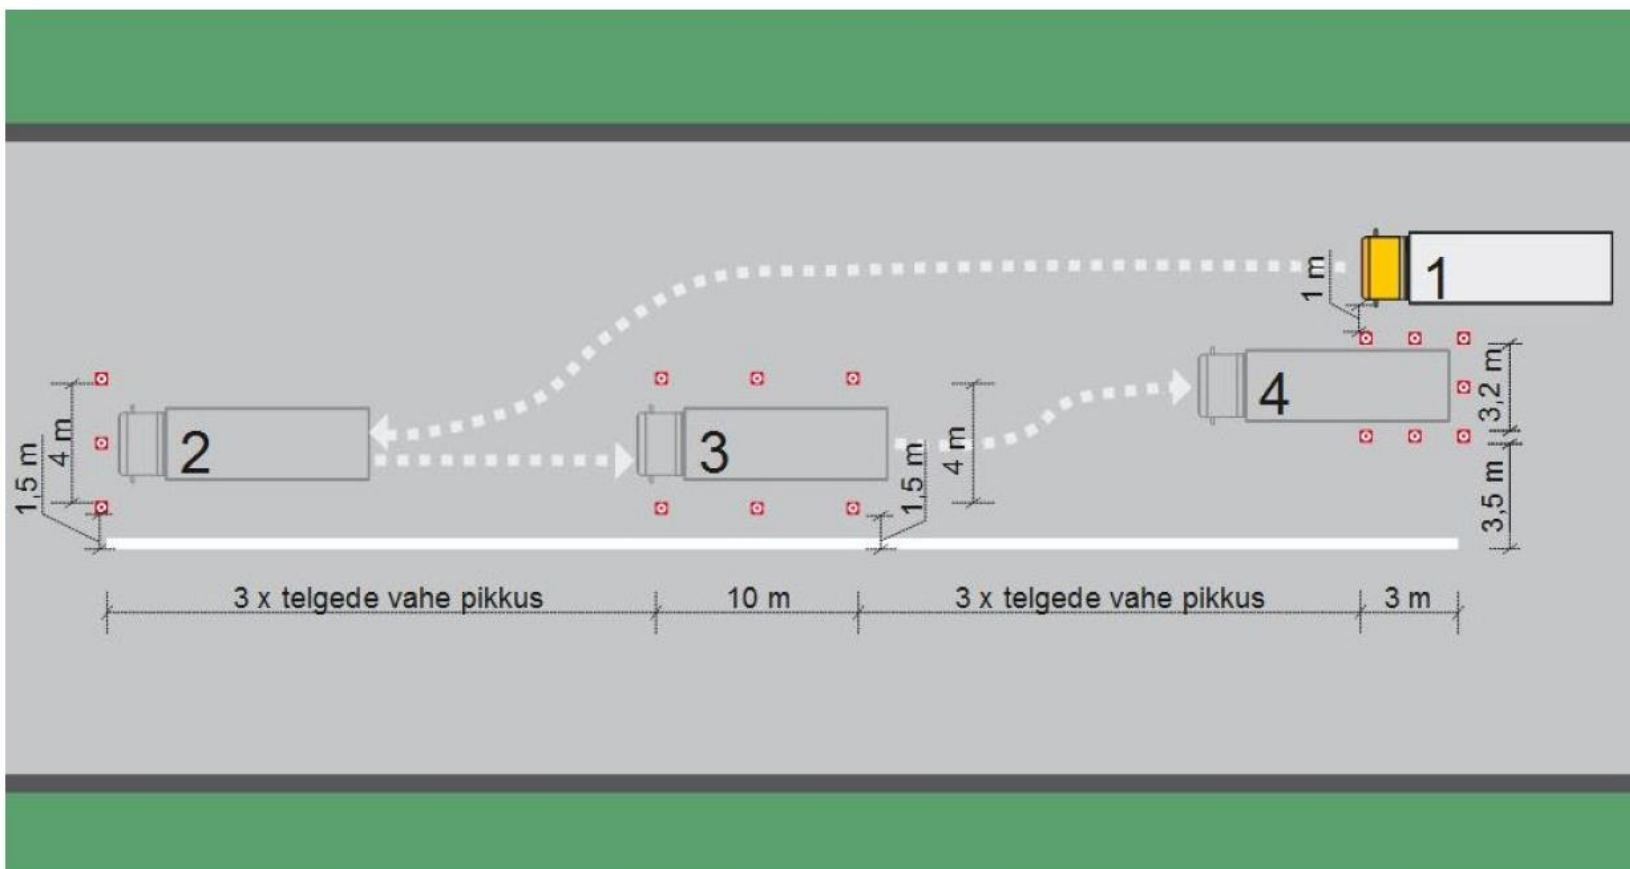 1
1 m
4
3,2 m
2
3
4 m
1,5 m
1,5 m
4 m
3,5 m
3 x telgede vahe pikkus
10 m
3 x telgede vahe pikkus
3 m